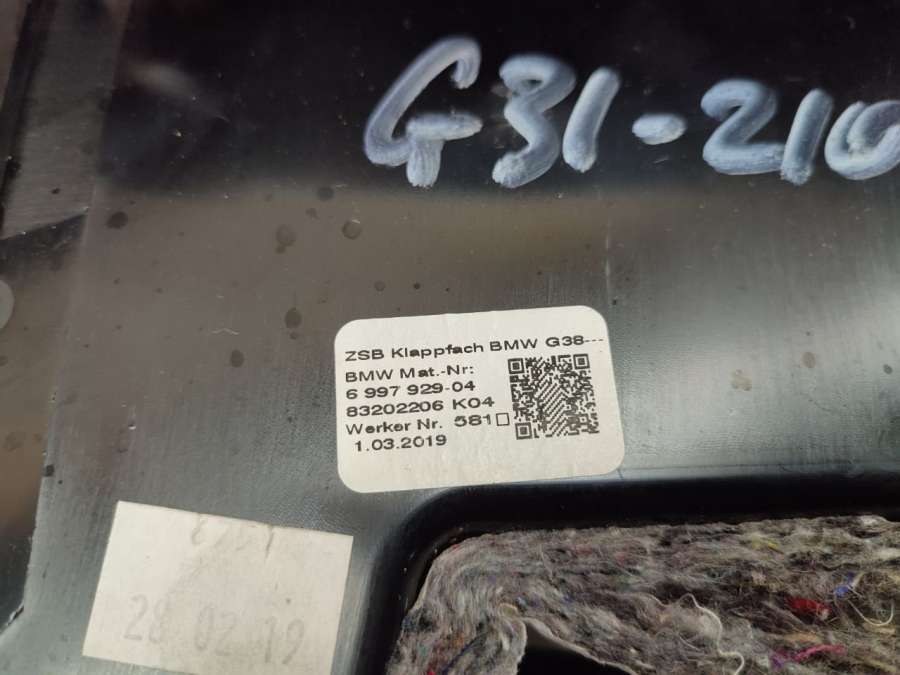 G31-210
ZSB Klappfach BMW G38---
BMW Mat.-Nr:
6 997 929-04
83202206 K04
Werker Nr. 581□
1.03.2019
28 02 19